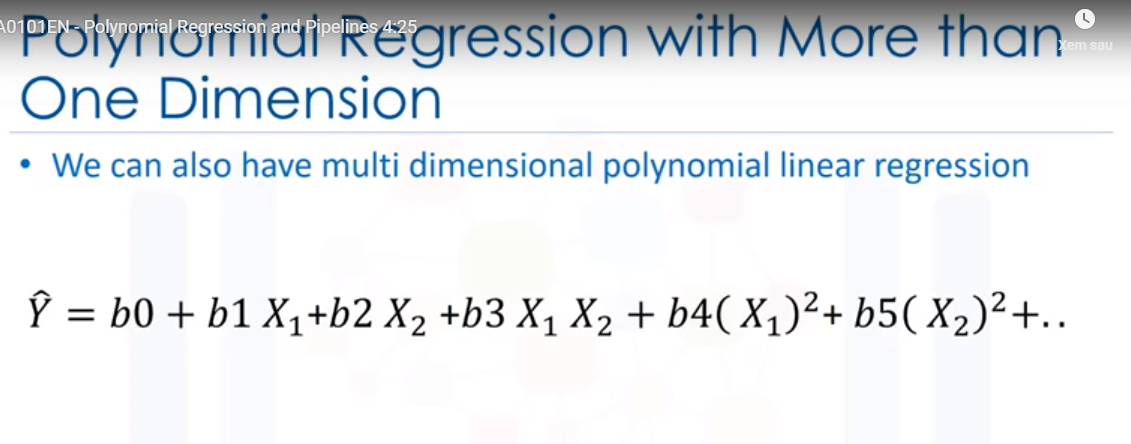 A0101EN - Polynomial Regression and Pipelines 4:25
Polynomial Regression with More than
Xem sau
One Dimension
• We can also have multi dimensional polynomial linear regression
Ŷ = b0 + b1 X₁+b2 X₂ +b3 X₁ X₂ + b4( X₁)²+ b5( X₂)²+..